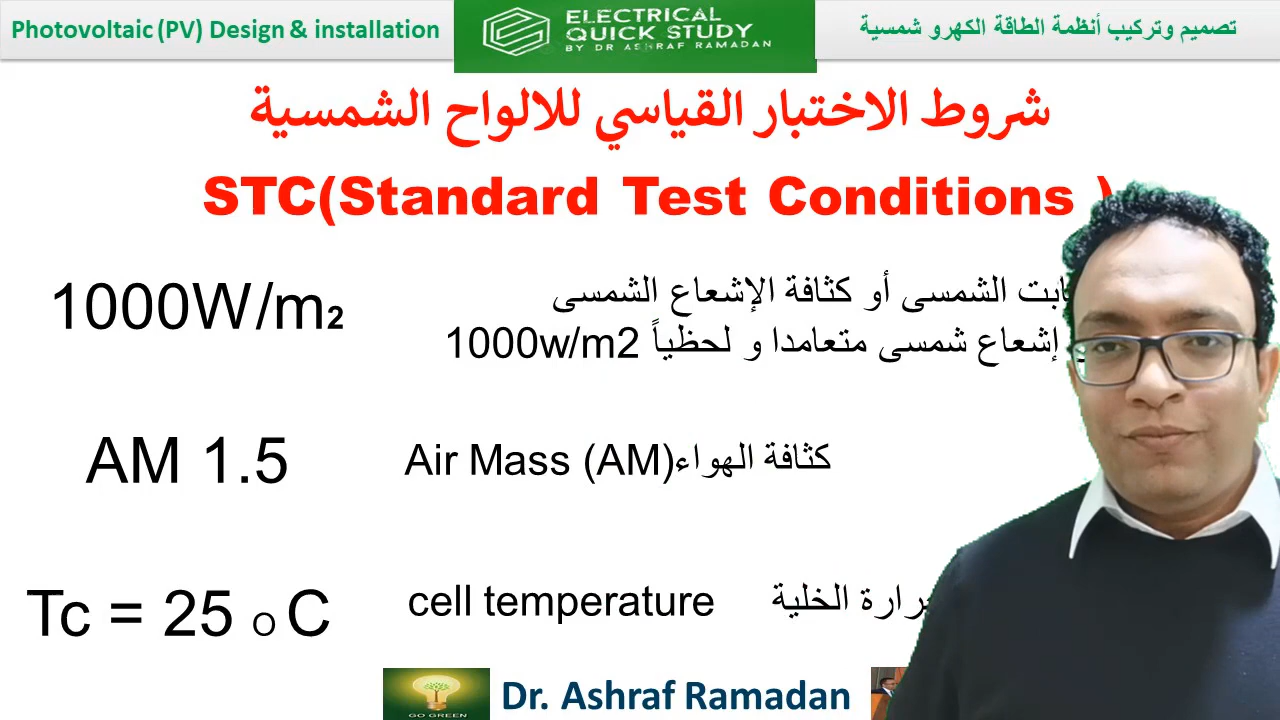 Photovoltaic (PV) Design & installation
ELECTRICAL
QUICK STUDY
BY DR ASHRAF RAMADAN
تصميم وتركيب أنظمة الطاقة الكهرو شمسية
شروط الاختبار القياسي للالواح الشمسية
STC(Standard Test Conditions )
1000W/m2
الشمسى أو كثافة الإشعاع الشمسى
إشعاع شمسى متعامدا و لحظياً 1000w/m2
AM 1.5
Air Mass (AM)كثافة الهواء
Tc = 25 o C
cell temperature
الخلية
GO GREEN
Dr. Ashraf Ramadan